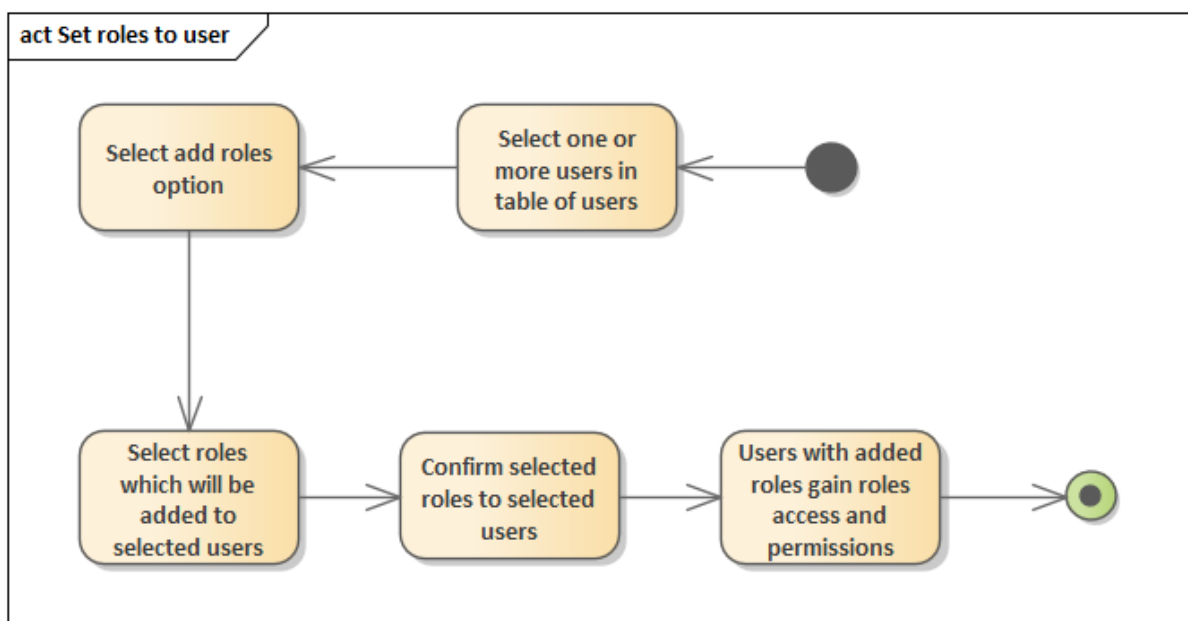 act Set roles to user
Select add roles
option
Select one or
more users in
table of users
Select roles
which will be
added to
selected users
Confirm selected
roles to selected
users
Users with added
roles gain roles
access and
permissions